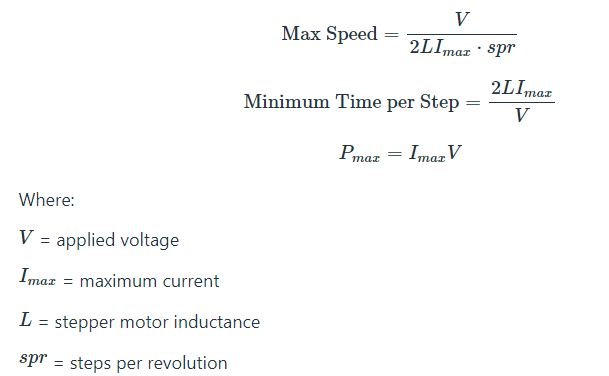 Max Speed = V / 2LI_max · spr
Minimum Time per Step = 2LI_max / V
P_max = I_max V
Where:
V = applied voltage
I_max = maximum current
L = stepper motor inductance
spr = steps per revolution